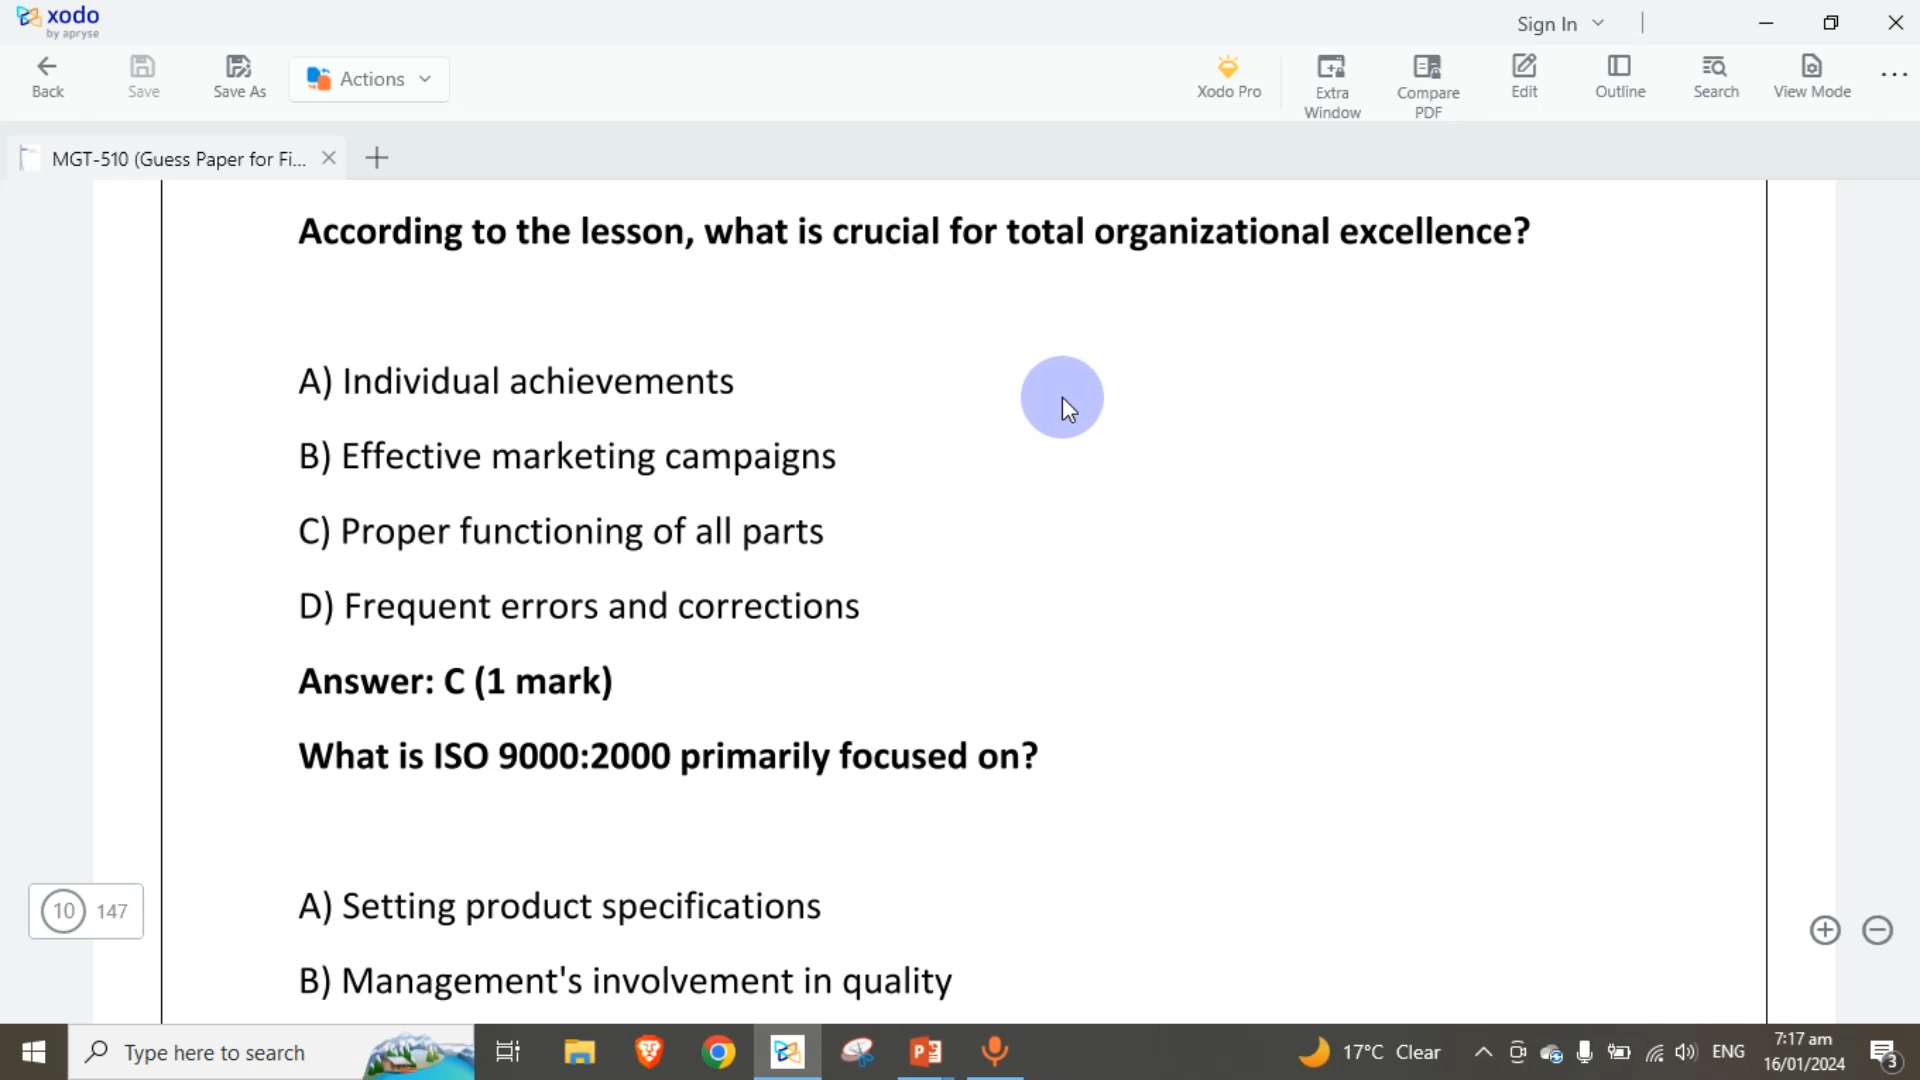 xodo
by apryse
Sign In
Back
Save
Save As
Actions
Xodo Pro
Extra Window
Compare PDF
Edit
Outline
Search
View Mode
MGT-510 (Guess Paper for Fi...
According to the lesson, what is crucial for total organizational excellence?
A) Individual achievements
B) Effective marketing campaigns
C) Proper functioning of all parts
D) Frequent errors and corrections
Answer: C (1 mark)
What is ISO 9000:2000 primarily focused on?
10 147
A) Setting product specifications
B) Management's involvement in quality
Type here to search
17°C Clear
ENG
7:17 am
16/01/2024
3